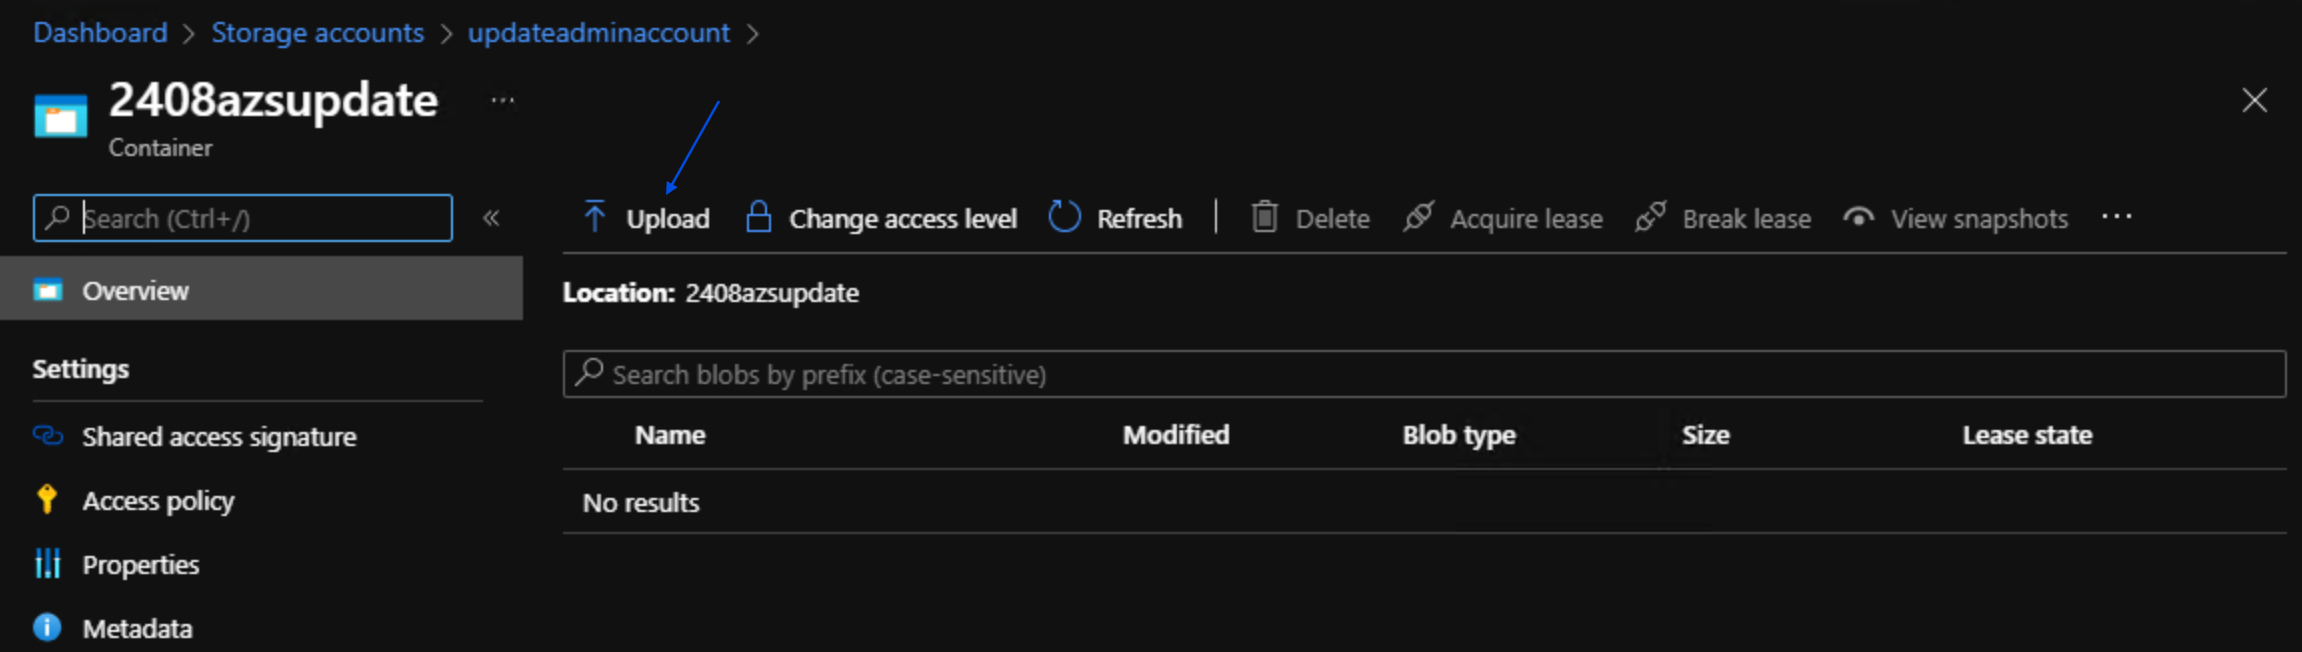 Dashboard > Storage accounts > updateadminaccount >
2408azsupdate ...
Container
Search (Ctrl+/) «
Overview
Settings
Shared access signature
Access policy
Properties
Metadata
Upload Change access level Refresh | Delete Acquire lease Break lease View snapshots ...
Location: 2408azsupdate
Search blobs by prefix (case-sensitive)
Name Modified Blob type Size Lease state
No results